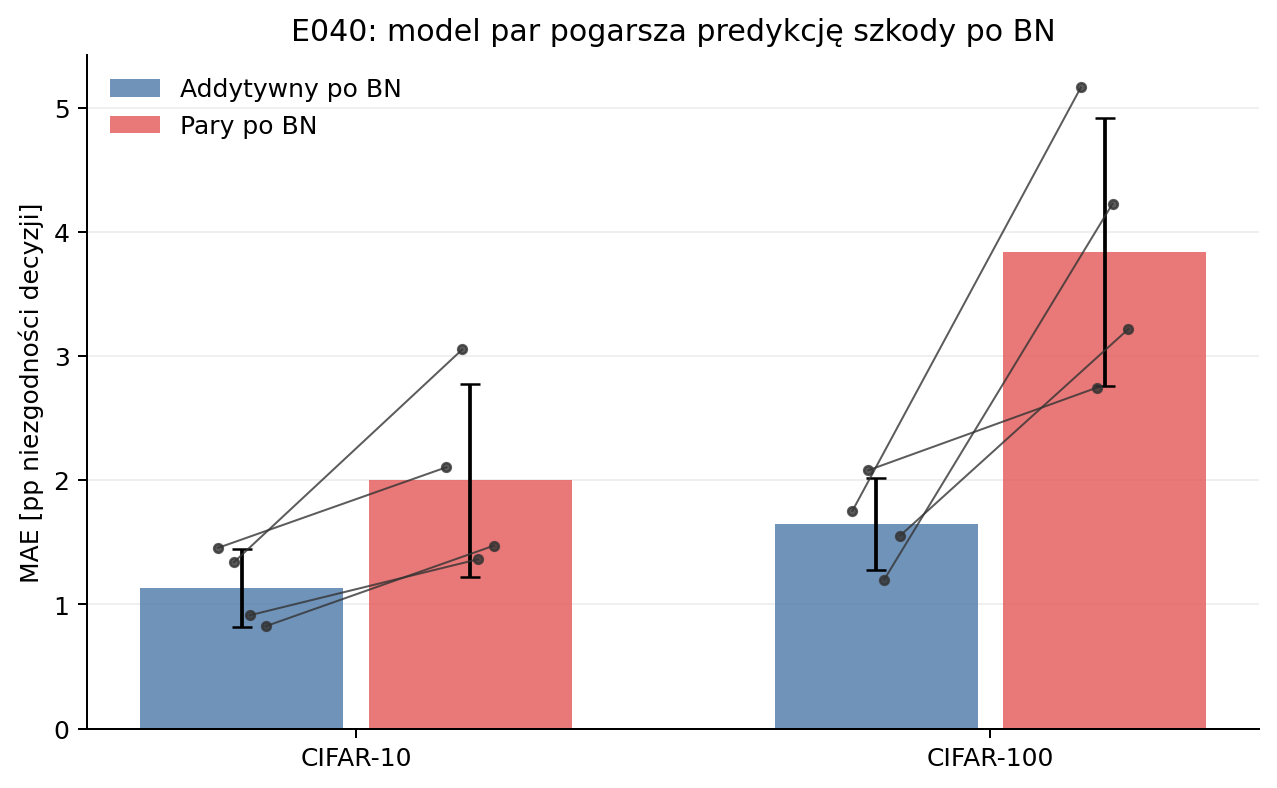 E040: model par pogarsza predykcję szkody po BN
Addytywny po BN
Pary po BN
MAE [pp niezgodności decyzji]
5
4
3
2
1
0
CIFAR-10
CIFAR-100